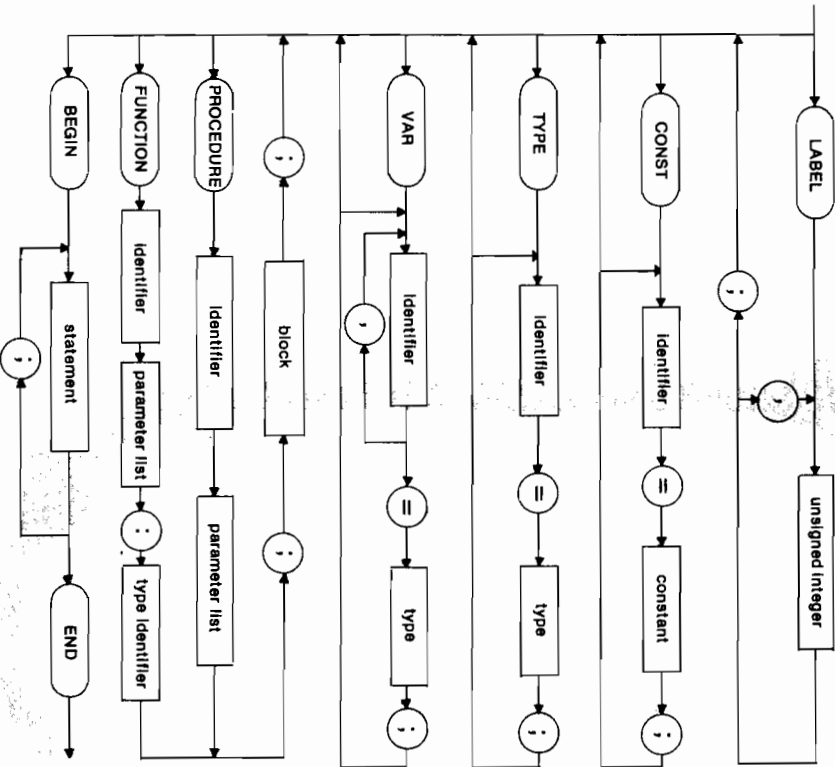 LABEL unsigned integer
,
;
CONST identifier = constant ;
TYPE identifier = type ;
VAR identifier = type ;
,
; block ;
PROCEDURE identifier parameter list
FUNCTION identifier parameter list : type identifier
BEGIN statement END
;